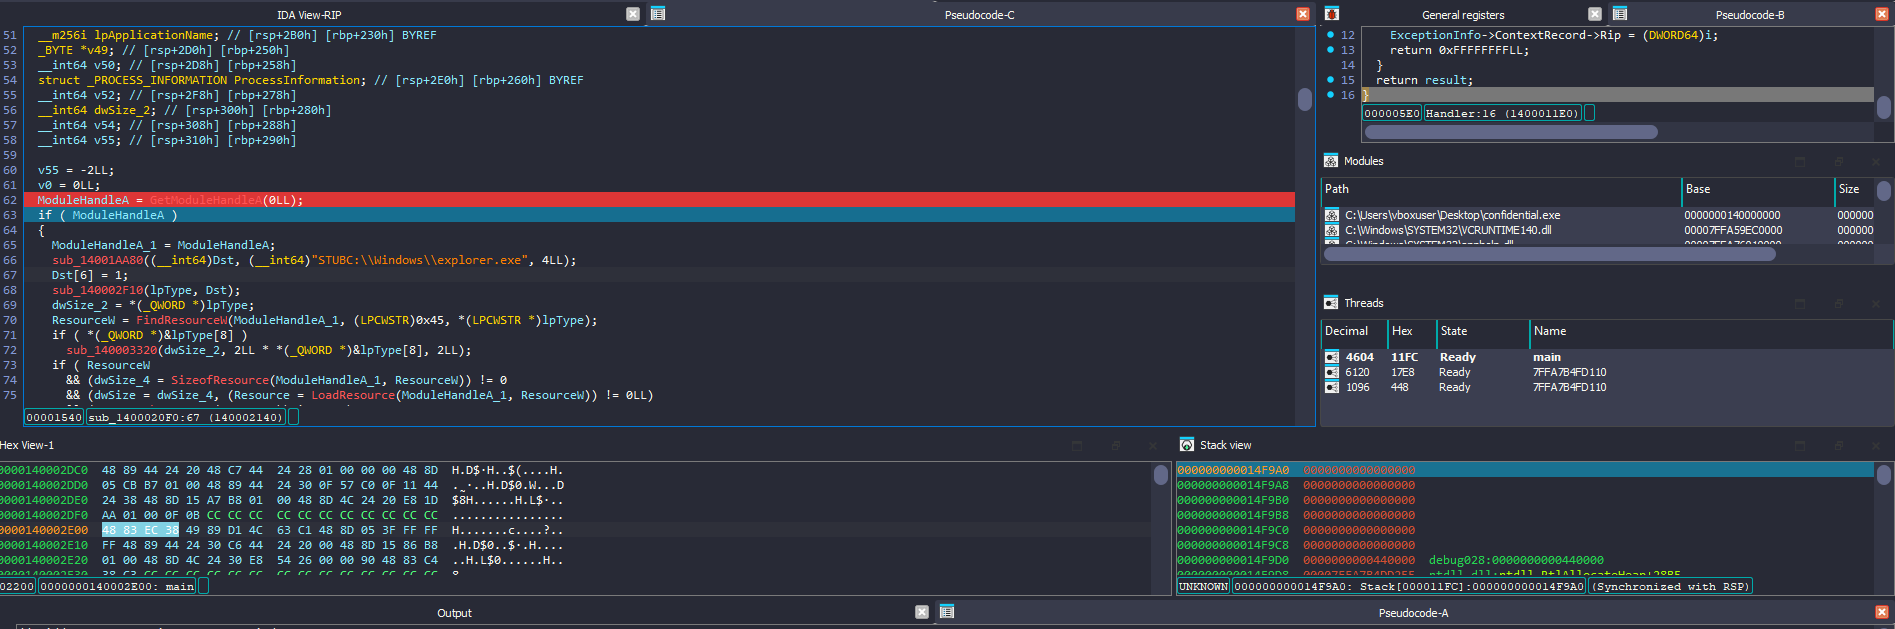 IDA View-RIP
Pseudocode-C
51 __m256i lpApplicationName; // [rsp+2B0h] [rbp+230h] BYREF
52 _BYTE *v49; // [rsp+2D0h] [rbp+250h]
53 __int64 v50; // [rsp+2D8h] [rbp+258h]
54 struct _PROCESS_INFORMATION ProcessInformation; // [rsp+2E0h] [rbp+260h] BYREF
55 __int64 v52; // [rsp+2F8h] [rbp+278h]
56 __int64 dwSize_2; // [rsp+300h] [rbp+280h]
57 __int64 v54; // [rsp+308h] [rbp+288h]
58 __int64 v55; // [rsp+310h] [rbp+290h]
59
60 v55 = -2LL;
61 v0 = 0LL;
62 ModuleHandleA = GetModuleHandleA(0LL);
63 if ( ModuleHandleA )
64 {
65 ModuleHandleA_1 = ModuleHandleA;
66 sub_14001AA80((__int64)Dst, (__int64)"STUBC:\\Windows\\explorer.exe", 4LL);
67 Dst[6] = 1;
68 sub_140002F10(lpType, Dst);
69 dwSize_2 = *(_QWORD *)lpType;
70 ResourceW = FindResourceW(ModuleHandleA_1, (LPCWSTR)0x45, *(LPCWSTR *)lpType);
71 if ( *(_QWORD *)&lpType[8] )
72 sub_140003320(dwSize_2, 2LL * *(_QWORD *)&lpType[8], 2LL);
73 if ( ResourceW
74 && (dwSize_4 = SizeofResource(ModuleHandleA_1, ResourceW)) != 0
75 && (dwSize = dwSize_4, (Resource = LoadResource(ModuleHandleA_1, ResourceW)) != 0LL)
00001540 sub_1400020F0:67 (140002140)
General registers
Pseudocode-B
12 ExceptionInfo->ContextRecord->Rip = (DWORD64)i;
13 return 0xFFFFFFFFLL;
14 }
15 return result;
16 }
000005E0 Handler:16 (1400011E0)
Modules
Path Base Size
C:\Users\vboxuser\Desktop\confidential.exe 0000000140000000 000000
C:\Windows\SYSTEM32\VCRUNTIME140.dll 00007FFA59EC0000 000000
Threads
Decimal Hex State Name
4604 11FC Ready main
6120 17E8 Ready 7FFA7B4FD110
1096 448 Ready 7FFA7B4FD110
Hex View-1
0000140002DC0 48 89 44 24 20 48 C7 44 24 28 01 00 00 00 48 8D H.D$·H..$(....H.
0000140002DD0 05 CB B7 01 00 48 89 44 24 30 0F 57 C0 0F 11 44
0000140002DE0 24 38 48 8D 15 A7 B8 01 00 48 8D 4C 24 20 E8 1D $8H......H.L$·..
0000140002DF0 AA 01 00 0F 0B CC CC CC CC CC CC CC CC CC CC CC ................
0000140002E00 48 83 EC 38 49 89 D1 4C 63 C1 48 8D 05 3F FF FF H.......c....?..
0000140002E10 FF 48 89 44 24 30 C6 44 24 20 00 48 8D 15 86 B8 .H.D$0..$·.H....
0000140002E20 01 00 48 8D 4C 24 30 E8 54 26 00 00 90 48 83 C4 ..H.L$0......H..
02200 0000000140002E00: main
Stack view
000000000014F9A0 0000000000000000
000000000014F9A8 0000000000000000
000000000014F9B0 0000000000000000
000000000014F9B8 0000000000000000
000000000014F9C0 0000000000000000
000000000014F9C8 0000000000000000
000000000014F9D0 0000000000440000 debug028:0000000000440000
UNKNOWN 000000000014F9A0: Stack[000011FC]:000000000014F9A0 (Synchronized with RSP)
Output
Pseudocode-A